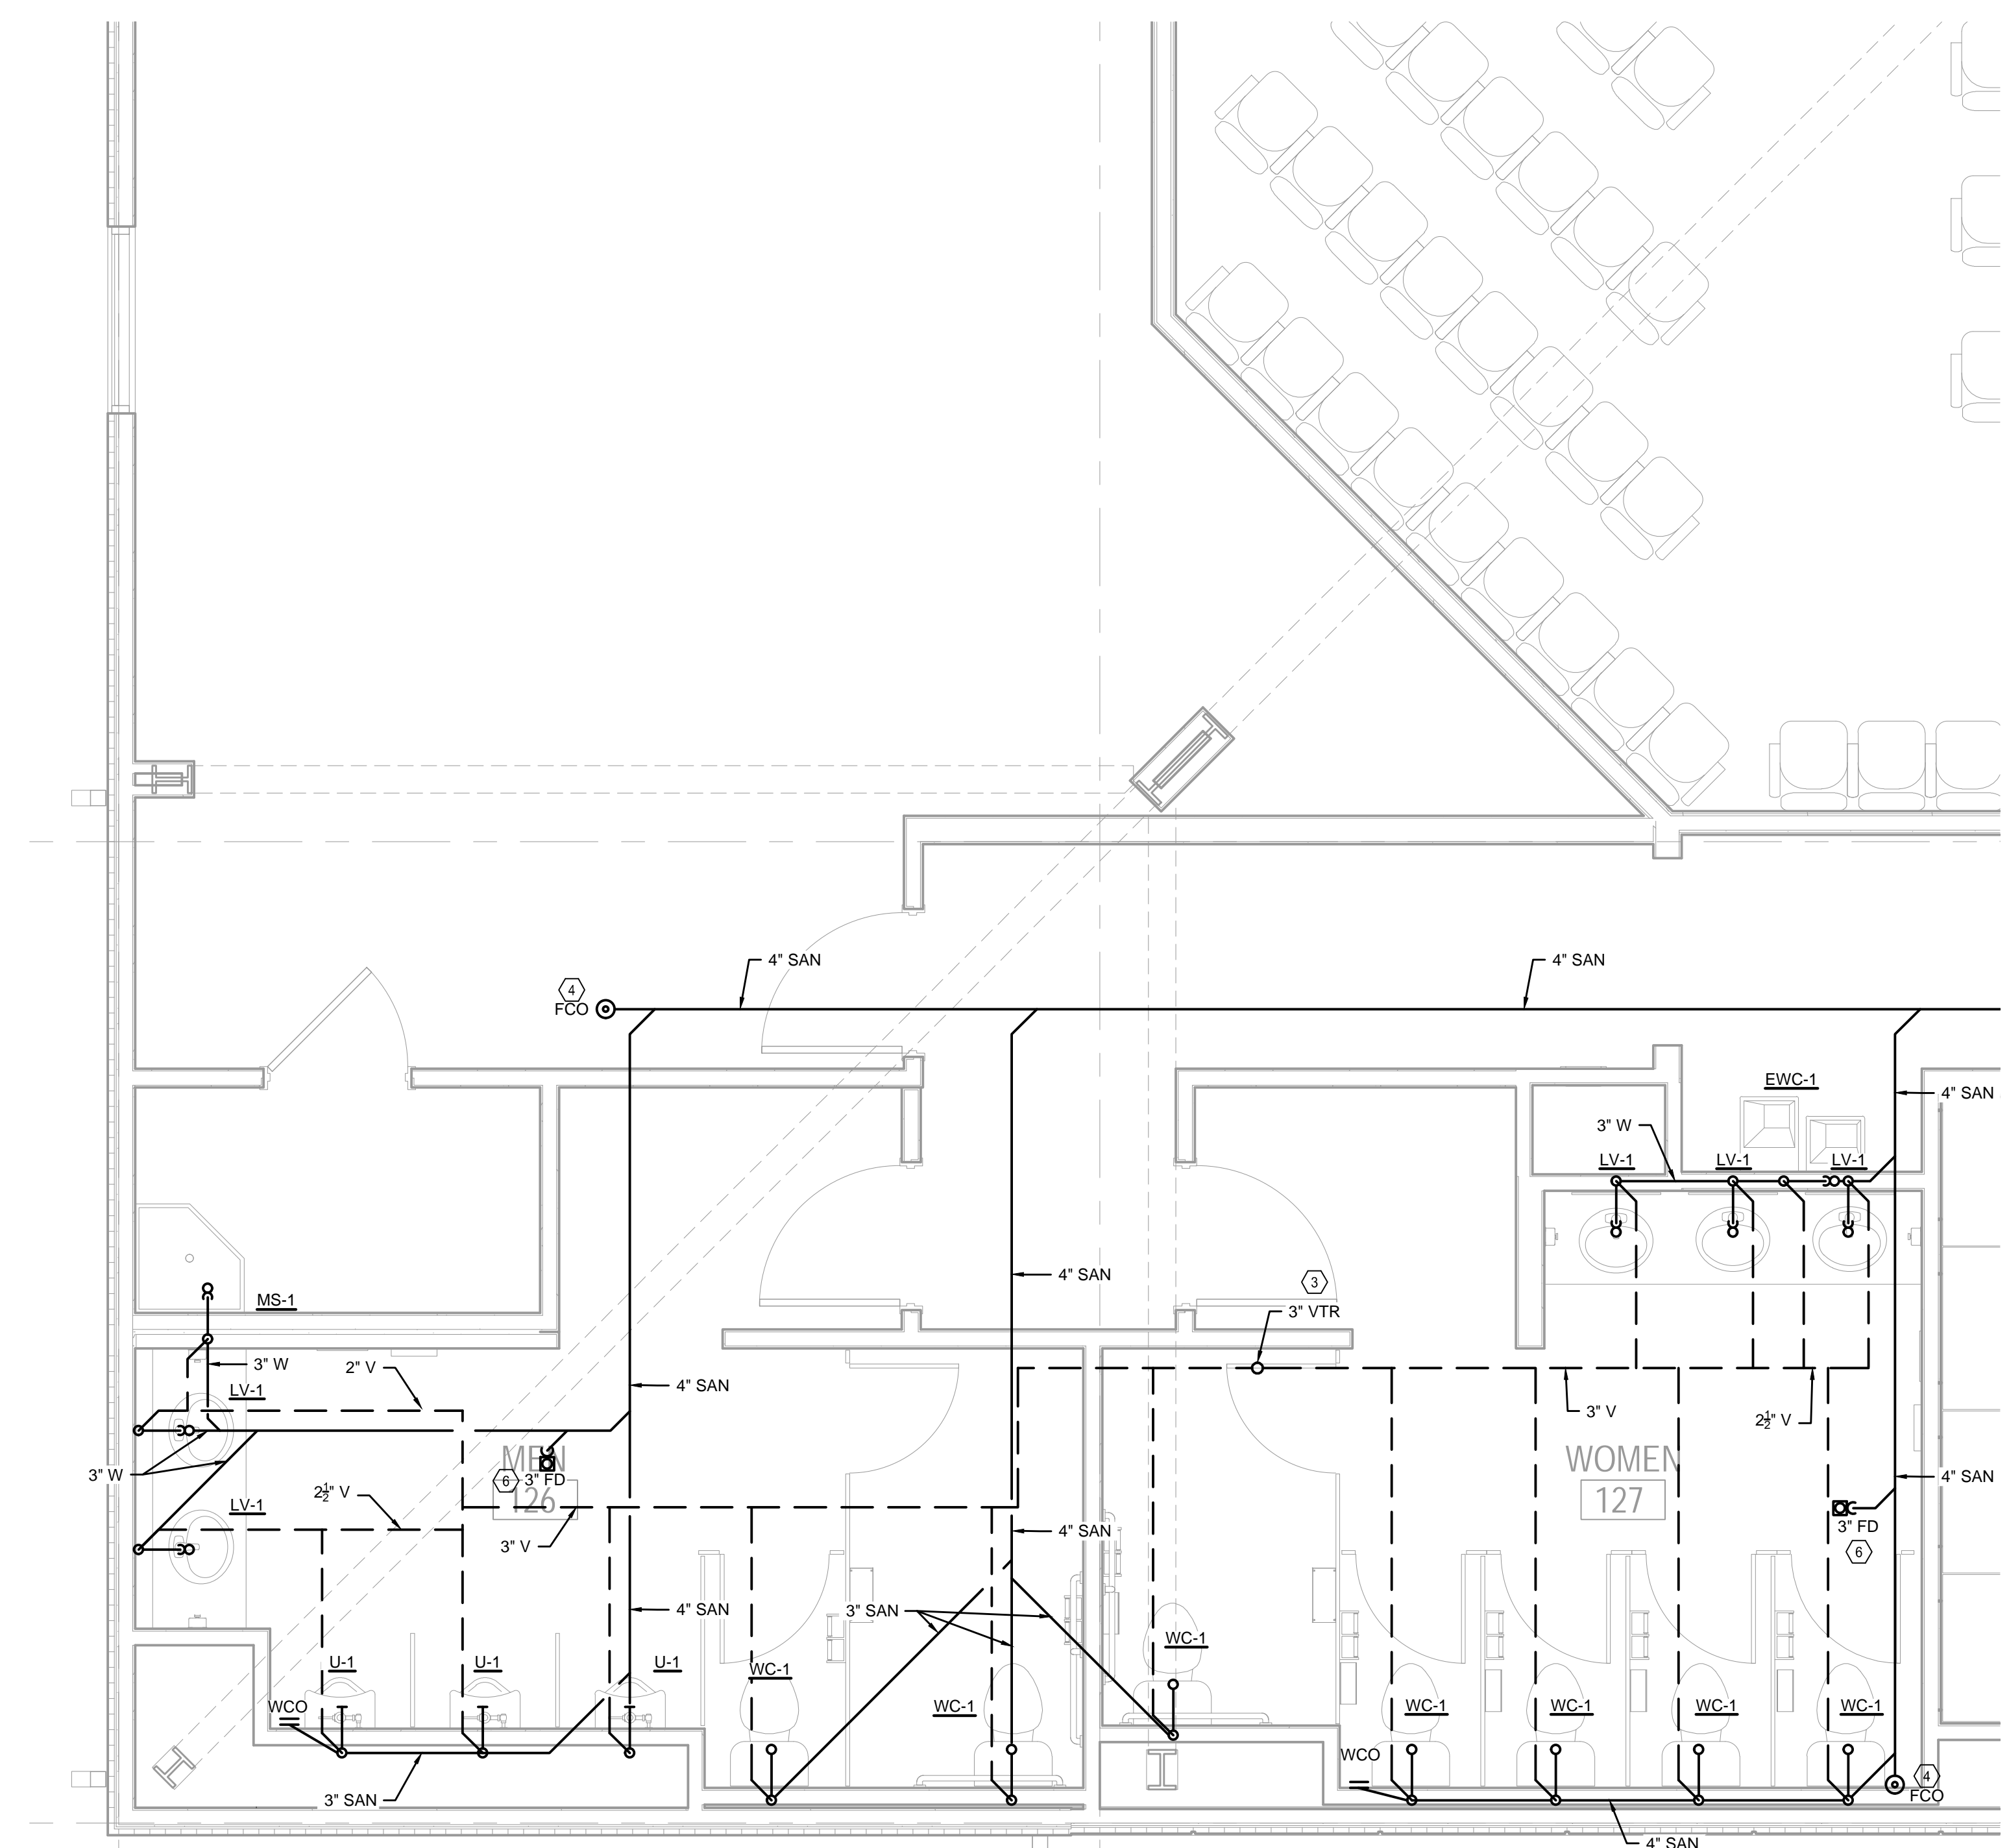 4" SAN
4" SAN
4
FCO
EWC-1
4" SAN
3" W
LV-1
LV-1
LV-1
4" SAN
3
3" VTR
MS-1
3" W
2" V
LV-1
4" SAN
3" V
2½" V
MEN
WOMEN
3" W
6
3" FD
126
127
4" SAN
2½" V
LV-1
3" V
4" SAN
3" FD
6
4" SAN
3" SAN
WC-1
U-1
U-1
U-1
WC-1
WCO
WC-1
WC-1
WC-1
WC-1
WC-1
WCO
4
FCO
3" SAN
4" SAN